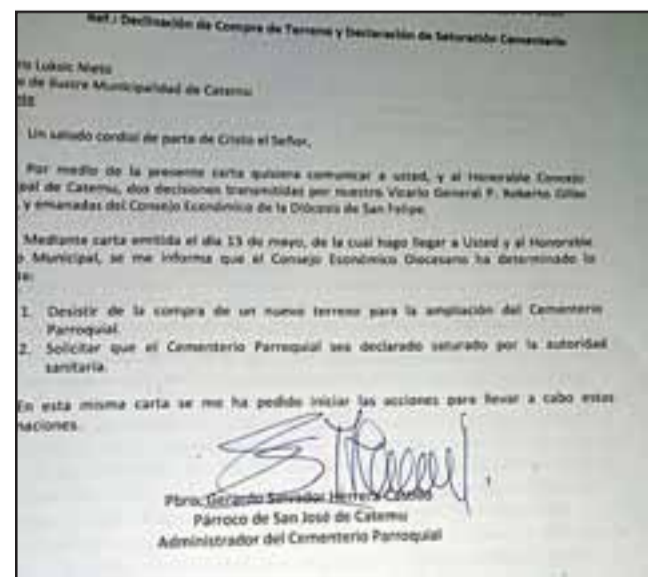 Ref.: Declinación de Compra de Terreno y Declaración de Saturación Cementerio
Luksic Nieto
de Ilustre Municipalidad de Catemu
Un saludo cordial de parte de Cristo el Señor,
Por medio de la presente carta quisiera comunicar a usted, y al Honorable Concejo
pal de Catemu, dos decisiones transmitidas por nuestro Vicario General P. Roberto
, y emanadas del Consejo Económico de la Diócesis de San Felipe.
Mediante carta emitida el día 13 de mayo, de la cual hago llegar a Usted y al Honorable
Municipal, se me informa que el Consejo Económico Diocesano ha determinado lo
te:
1. Desistir de la compra de un nuevo terreno para la ampliación del Cementerio
Parroquial.
2. Solicitar que el Cementerio Parroquial sea declarado saturado por la autoridad
sanitaria.
En esta misma carta se me ha pedido iniciar las acciones para llevar a cabo estas
naciones.
Pbro. Gerardo Salvador Herrera
Párroco de San José de Catemu
Administrador del Cementerio Parroquial